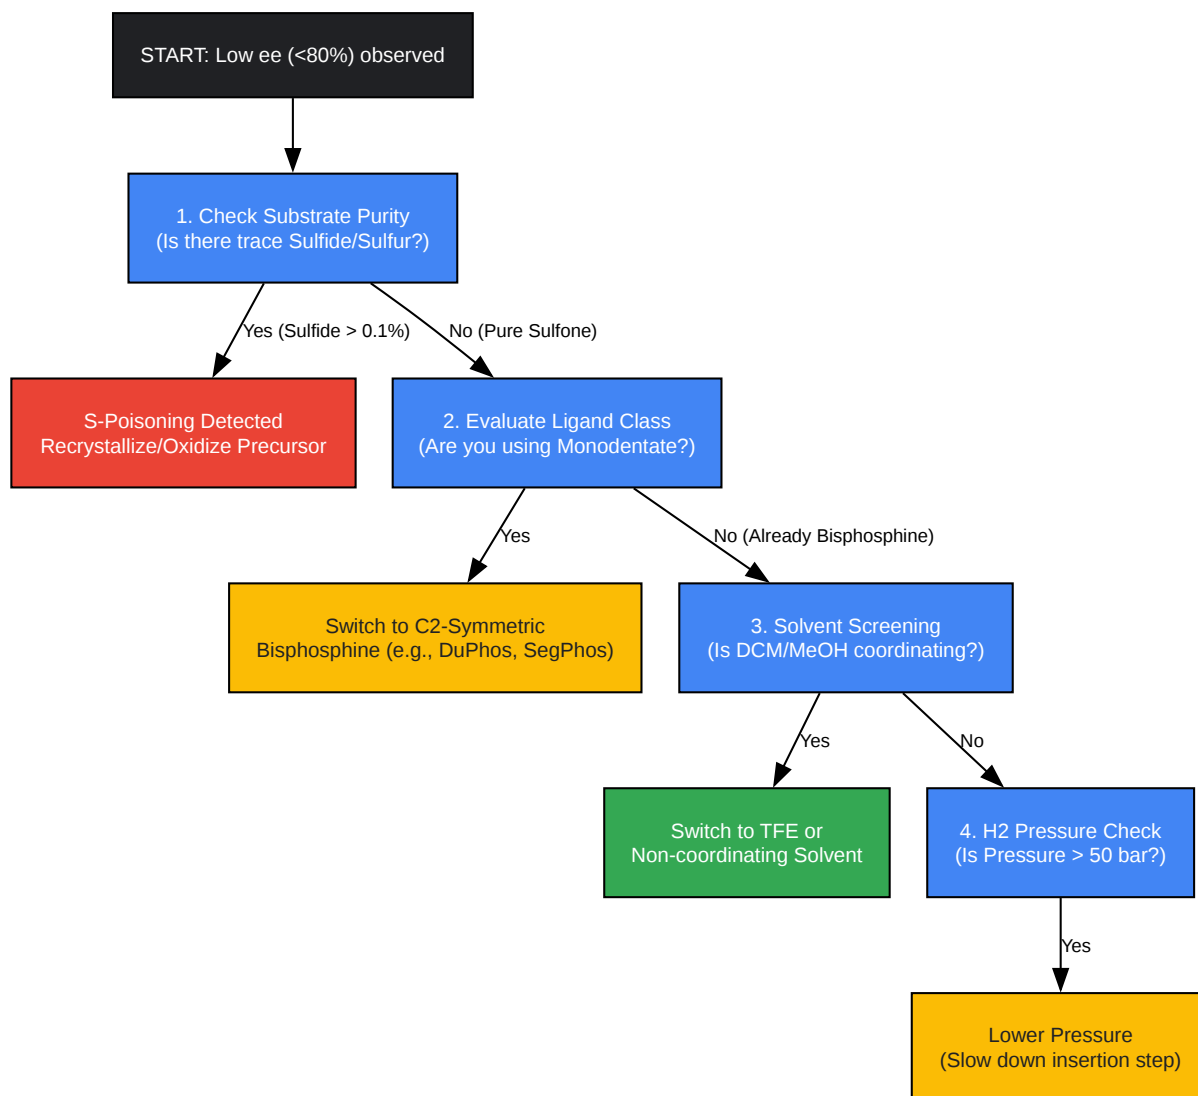 START: Low ee (<80%) observed
1. Check Substrate Purity
(Is there trace Sulfide/Sulfur?)
Yes (Sulfide > 0.1%)
No (Pure Sulfone)
S-Poisoning Detected
Recrystallize/Oxidize Precursor
2. Evaluate Ligand Class
(Are you using Monodentate?)
Yes
No (Already Bisphosphine)
Switch to C2-Symmetric
Bisphosphine (e.g., DuPhos, SegPhos)
3. Solvent Screening
(Is DCM/MeOH coordinating?)
Yes
No
Switch to TFE or
Non-coordinating Solvent
4. H2 Pressure Check
(Is Pressure > 50 bar?)
Yes
Lower Pressure
(Slow down insertion step)